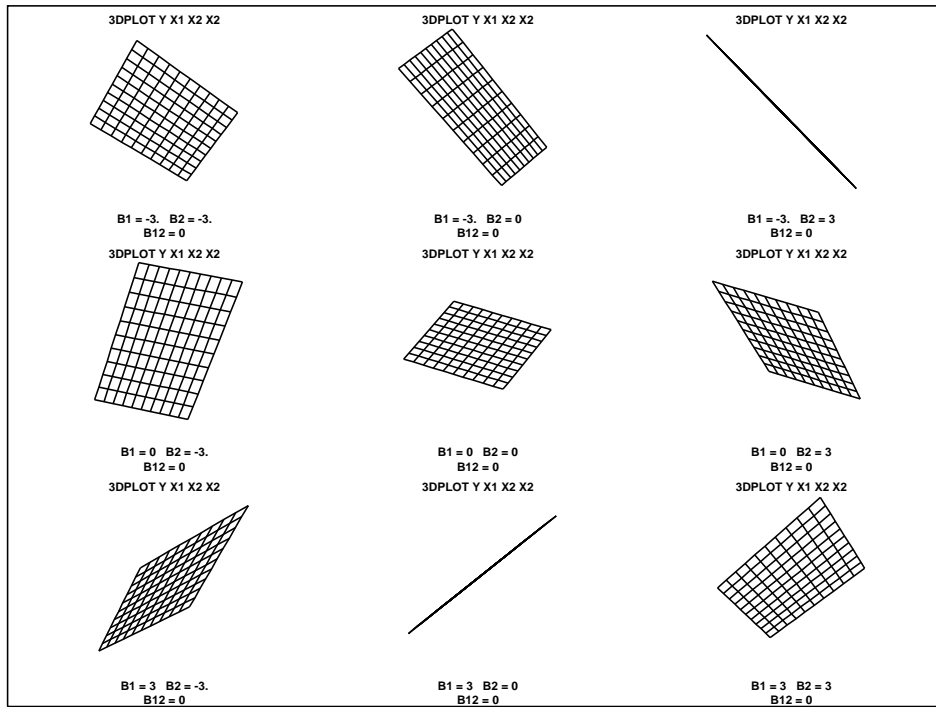 3DPLOT Y X1 X2 X2
3DPLOT Y X1 X2 X2
3DPLOT Y X1 X2 X2
B1 = -3. B2 = -3.
B12 = 0
B1 = -3. B2 = 0
B12 = 0
B1 = -3. B2 = 3
B12 = 0
3DPLOT Y X1 X2 X2
3DPLOT Y X1 X2 X2
3DPLOT Y X1 X2 X2
B1 = 0 B2 = -3.
B12 = 0
B1 = 0 B2 = 0
B12 = 0
B1 = 0 B2 = 3
B12 = 0
3DPLOT Y X1 X2 X2
3DPLOT Y X1 X2 X2
3DPLOT Y X1 X2 X2
B1 = 3 B2 = -3.
B12 = 0
B1 = 3 B2 = 0
B12 = 0
B1 = 3 B2 = 3
B12 = 0